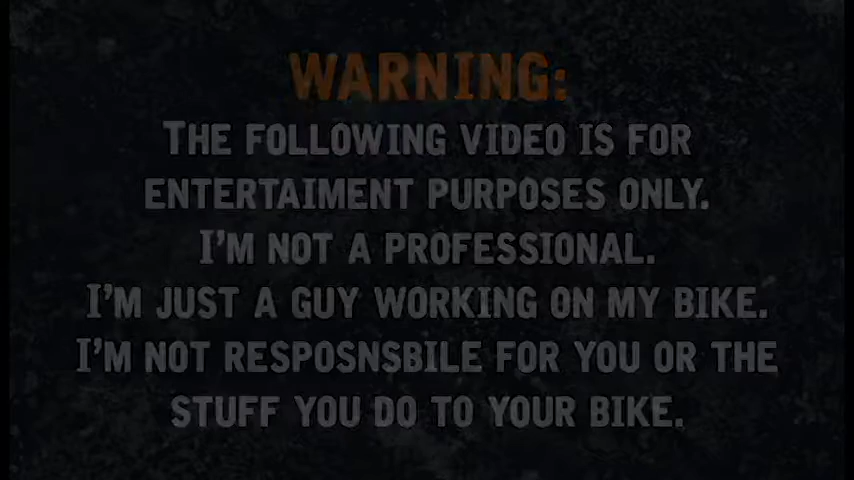 WARNING:
THE FOLLOWING VIDEO IS FOR
ENTERTAIMENT PURPOSES ONLY.
I'M NOT A PROFESSIONAL.
I'M JUST A GUY WORKING ON MY BIKE.
I'M NOT RESPOSNSBILE FOR YOU OR THE
STUFF YOU DO TO YOUR BIKE.